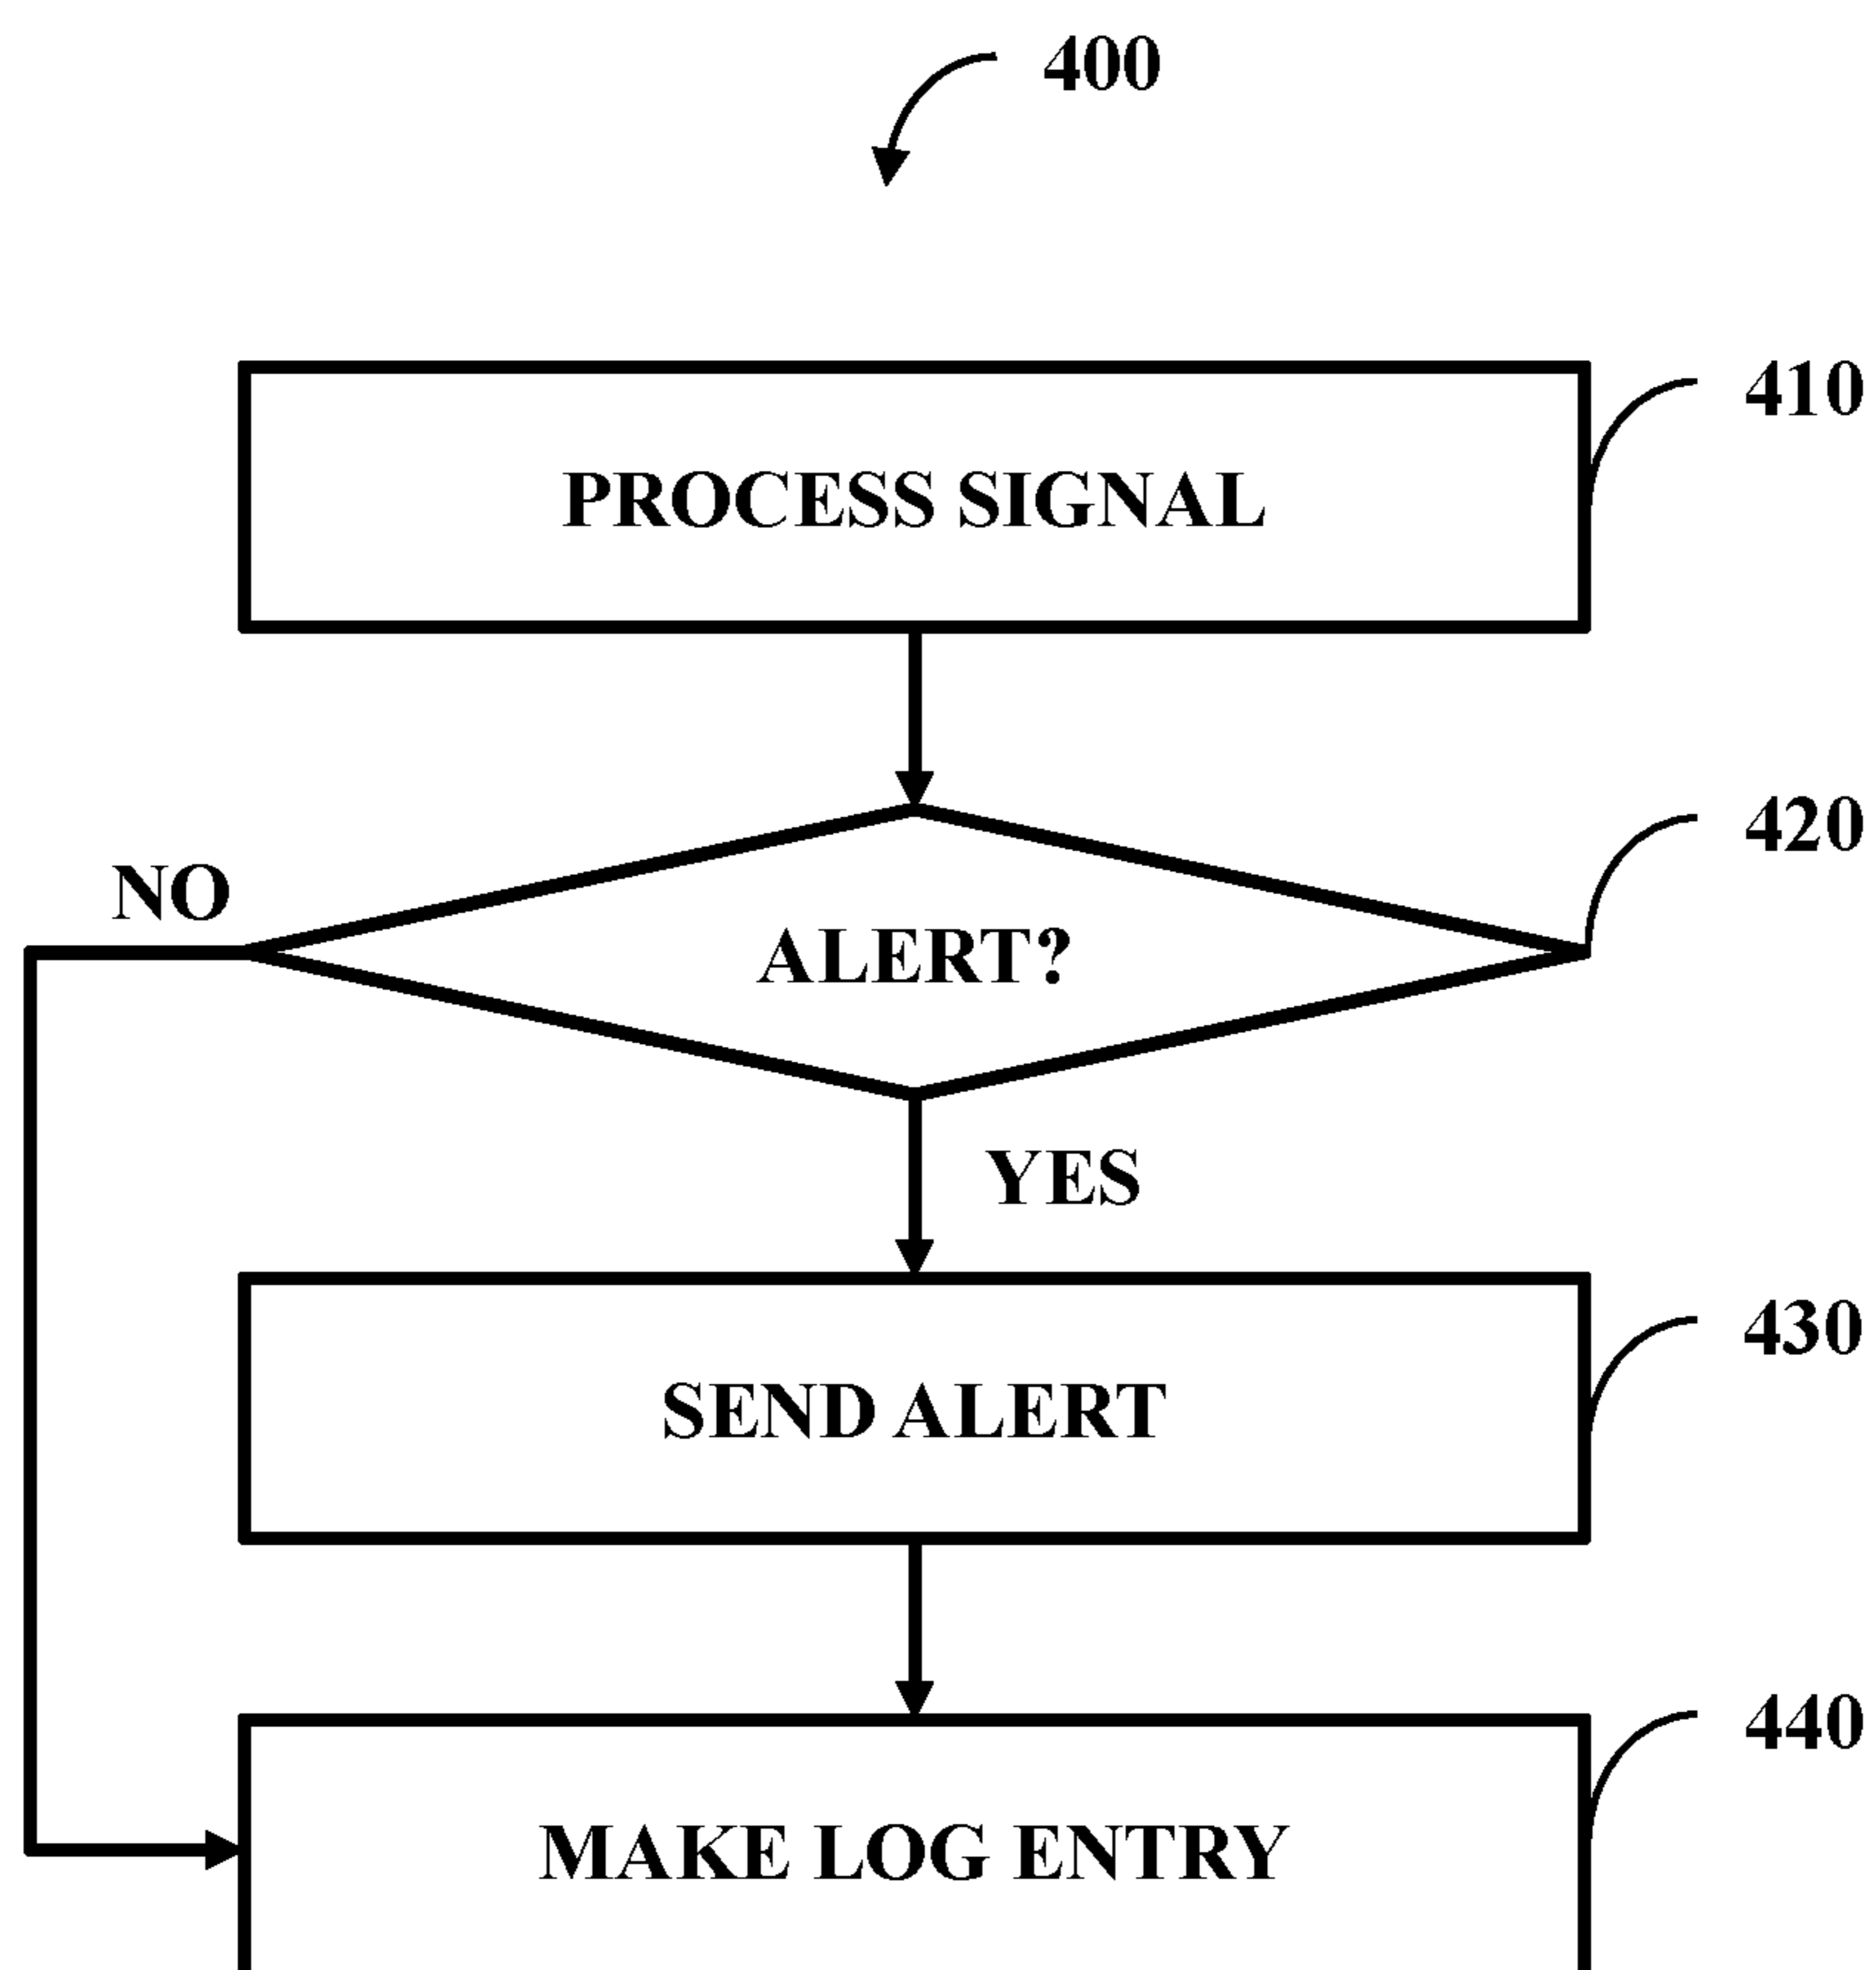 400
PROCESS SIGNAL
410
ALERT?
420
NO
YES
SEND ALERT
430
MAKE LOG ENTRY
440